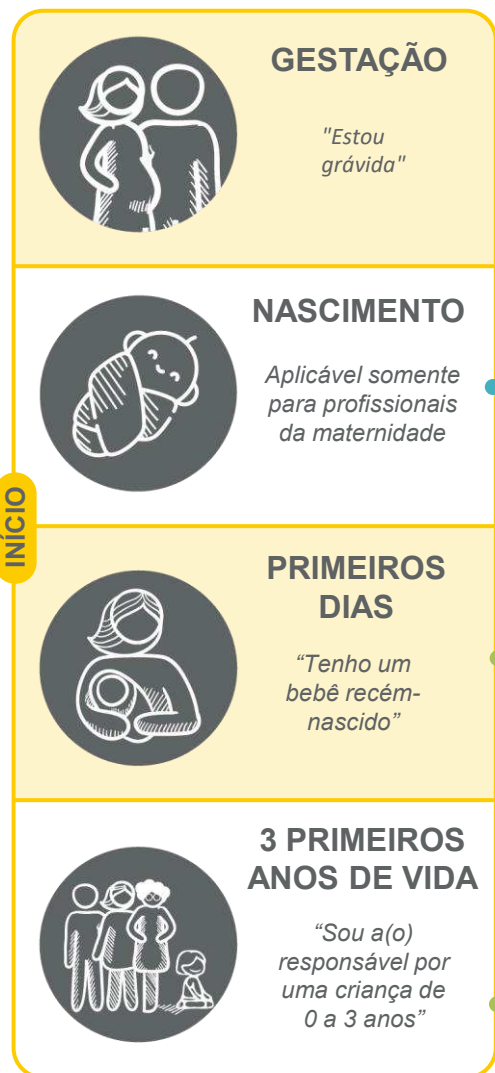 GESTAÇÃO
"Estou
grávida"
NASCIMENTO
Aplicável somente
para profissionais
da maternidade
INÍCIO
PRIMEIROS
DIAS
“Tenho um
bebê recém-
nascido”
3 PRIMEIROS
ANOS DE VIDA
“Sou a(o)
responsável por
uma criança de
0 a 3 anos”